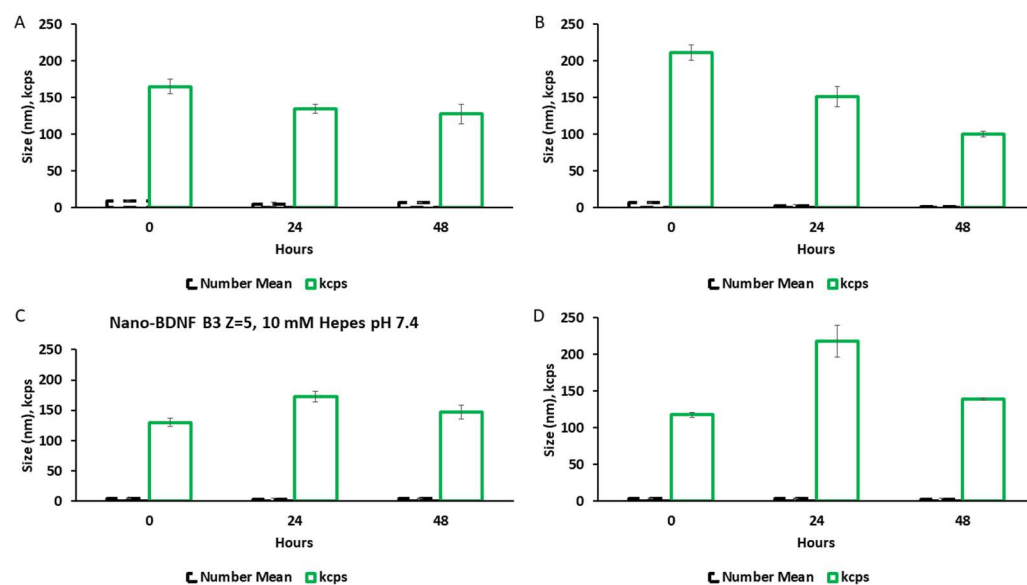 A
250
200
150
100
50
0
Size (nm), kcps
0 24 48
Hours
Number Mean kcps
B
250
200
150
100
50
0
Size (nm), kcps
0 24 48
Hours
Number Mean kcps
C
Nano-BDNF B3 Z=5, 10 mM Hepes pH 7.4
250
200
150
100
50
0
Size (nm), kcps
0 24 48
Hours
Number Mean kcps
D
250
200
150
100
50
0
Size (nm), kcps
0 24 48
Hours
Number Mean kcps